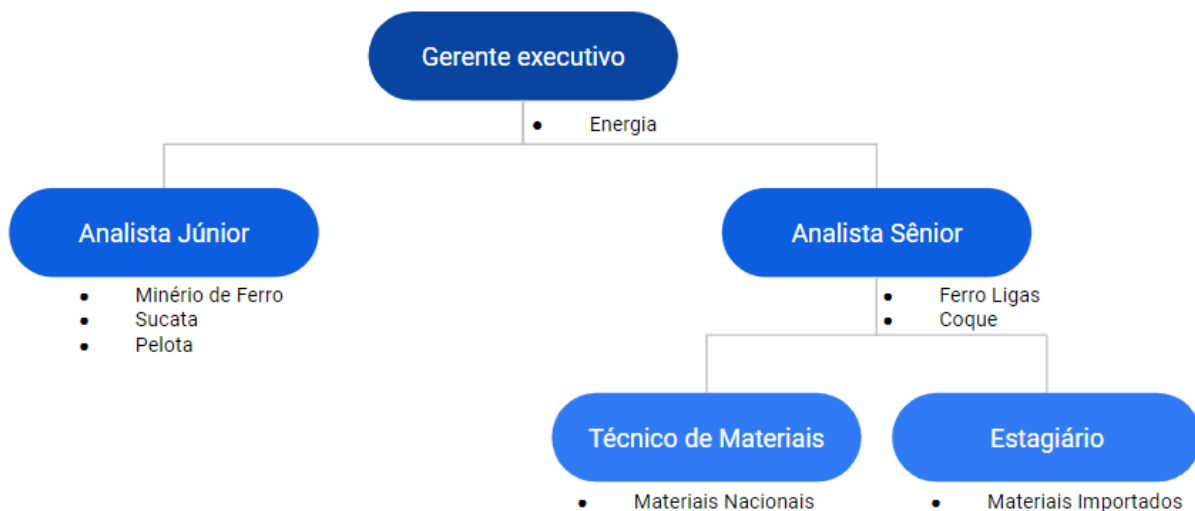 Gerente executivo
• Energia
Analista Júnior
Analista Sênior
• Minério de Ferro
• Sucata
• Pelota
• Ferro Ligas
• Coque
Técnico de Materiais
Estagiário
• Materiais Nacionais
• Materiais Importados